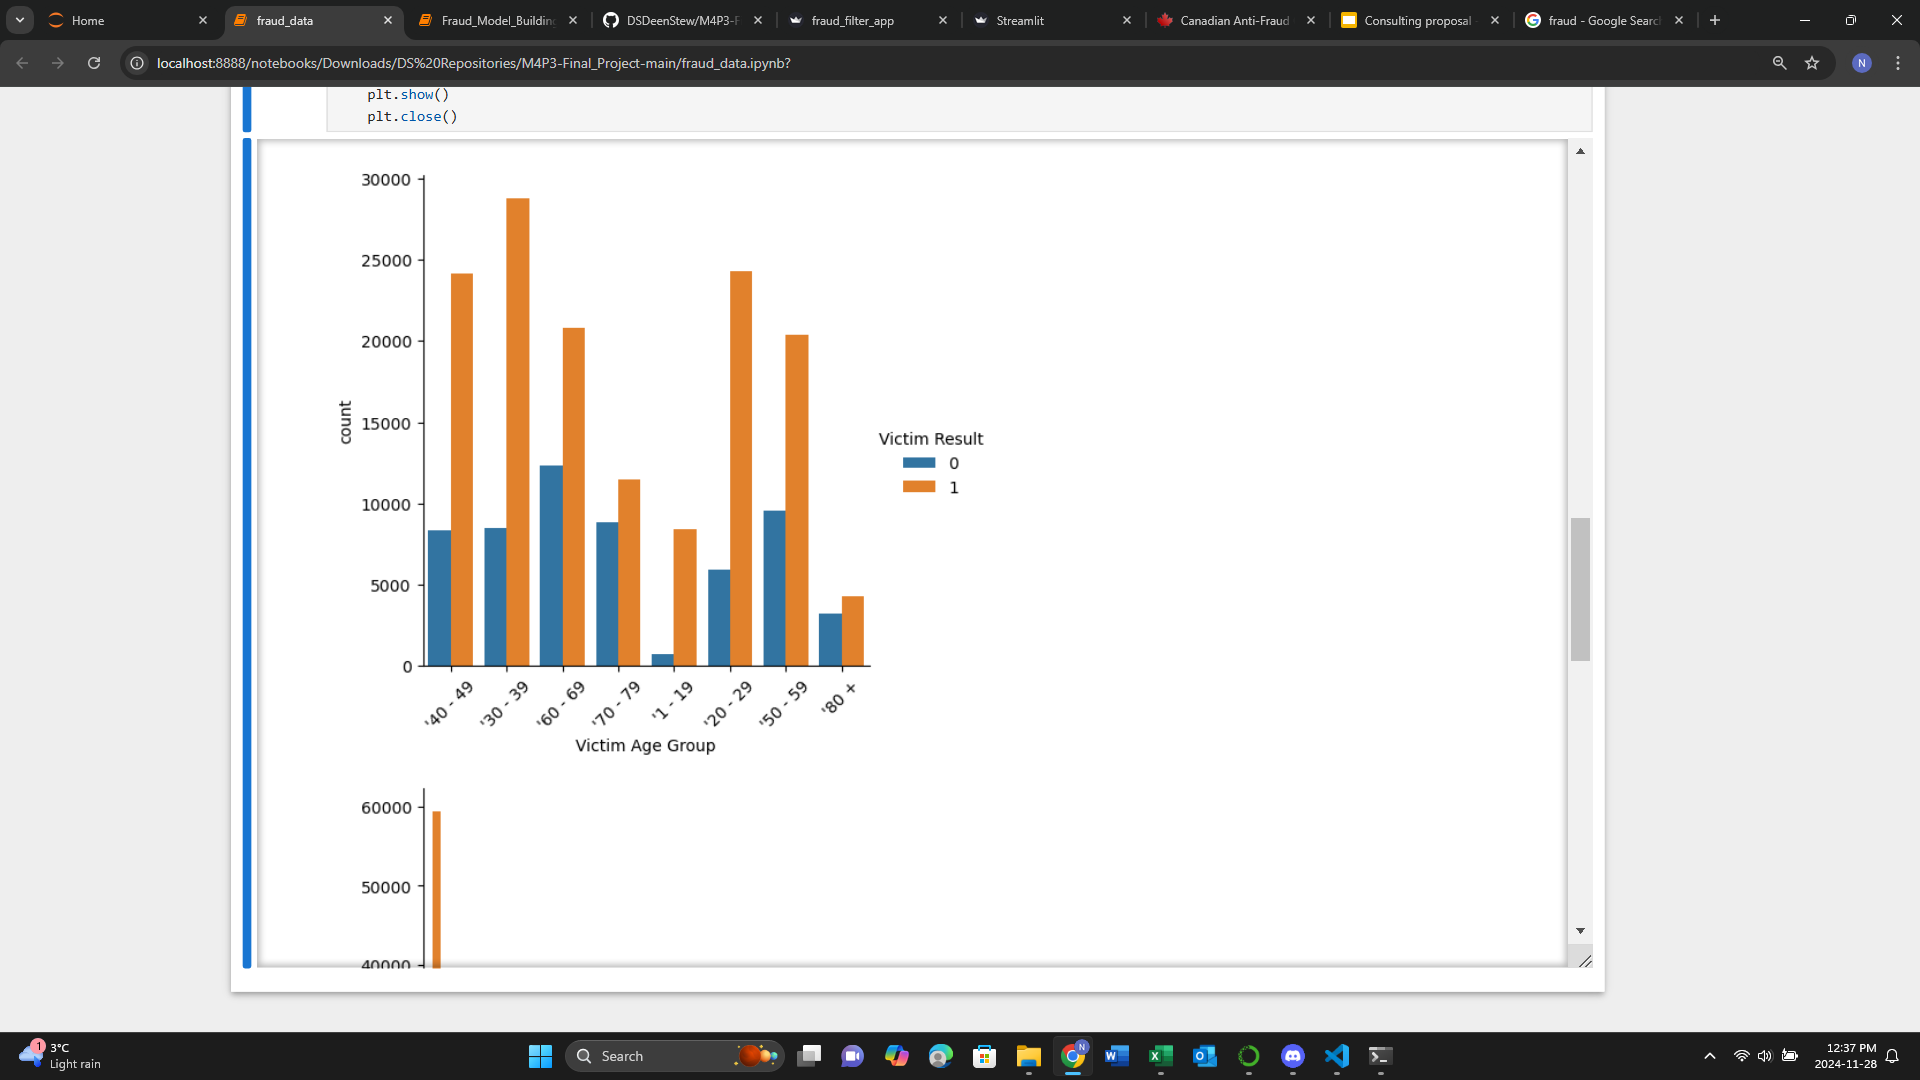 Home
fraud_data
Fraud_Model_Building
DSDeenStew/M4P3-F
fraud_filter_app
Streamlit
Canadian Anti-Fraud
Consulting proposal -
fraud - Google Search
localhost:8888/notebooks/Downloads/DS%20Repositories/M4P3-Final_Project-main/fraud_data.ipynb?
N
plt.show()
plt.close()
30000
25000
20000
15000
10000
5000
0
count
'40 - 49
'30 - 39
'60 - 69
'70 - 79
'1 - 19
'20 - 29
'50 - 59
'80 +
Victim Age Group
Victim Result
0
1
60000
50000
40000
1
3°C
Light rain
Search
N
12:37 PM
2024-11-28